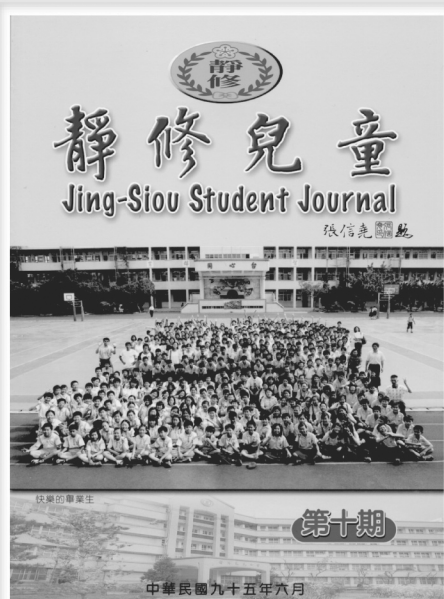 靜修
靜修兒童
Jing-Siou Student Journal
張信堯 題
快樂的畢業生
第十期
中華民國九十五年六月